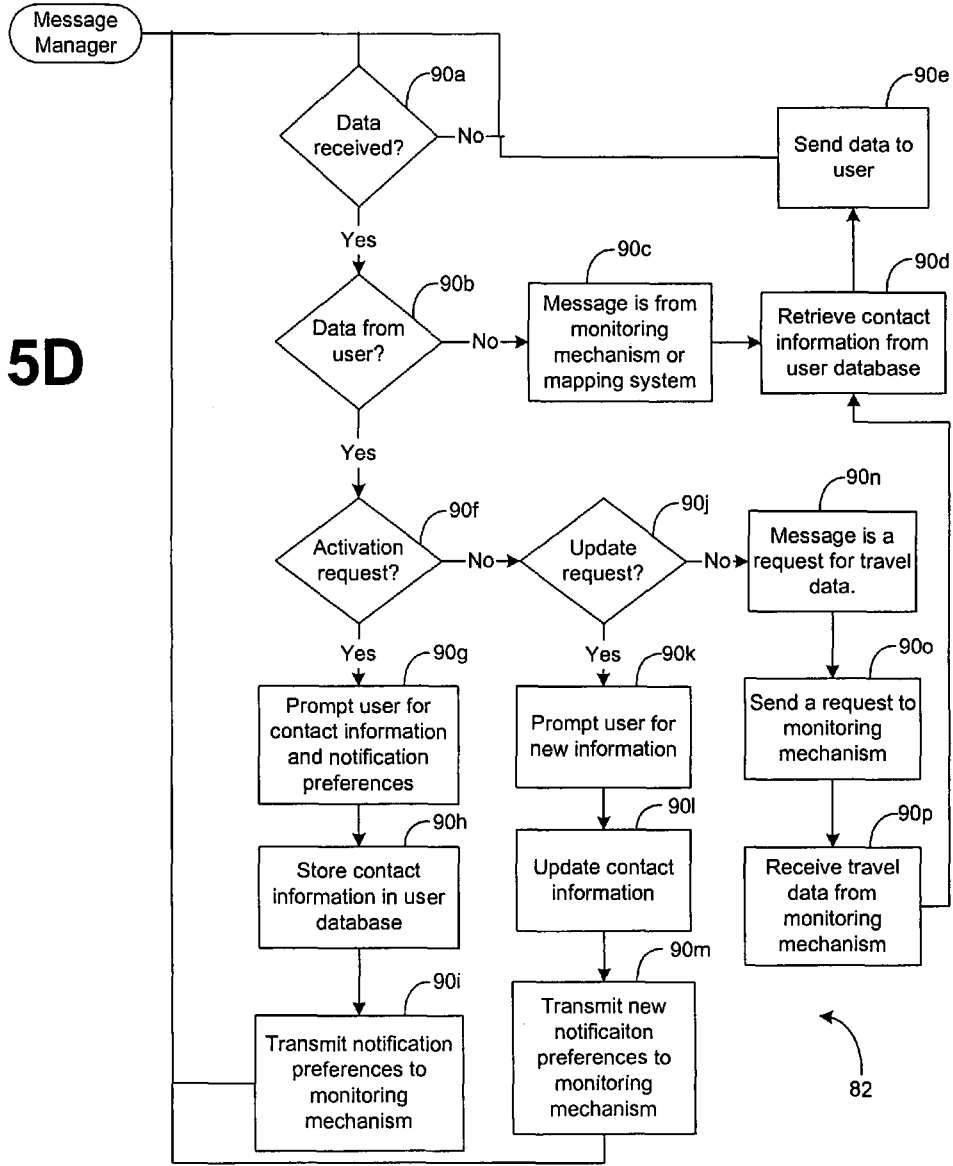 Message
Manager
90a
Data
received?
No
Yes
90e
Send data to
user
90b
Data from
user?
No
Yes
90c
Message is from
monitoring
mechanism or
mapping system
90d
Retrieve contact
information from
user database
5D
90f
Activation
request?
No
Yes
90j
Update
request?
No
Yes
90n
Message is a
request for travel
data.
90g
Prompt user for
contact information
and notification
preferences
90k
Prompt user for
new information
90o
Send a request to
monitoring
mechanism
90h
Store contact
information in user
database
90l
Update contact
information
90p
Receive travel
data from
monitoring
mechanism
90i
Transmit notification
preferences to
monitoring
mechanism
90m
Transmit new
notificaiton
preferences to
monitoring
mechanism
82